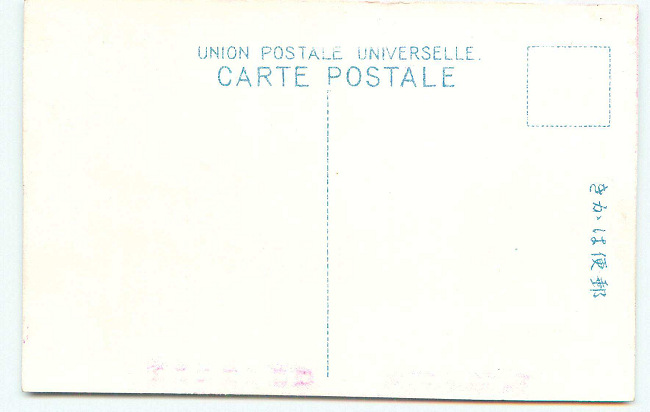 UNION POSTALE UNIVERSELLE.
CARTE POSTALE
きかは便郵